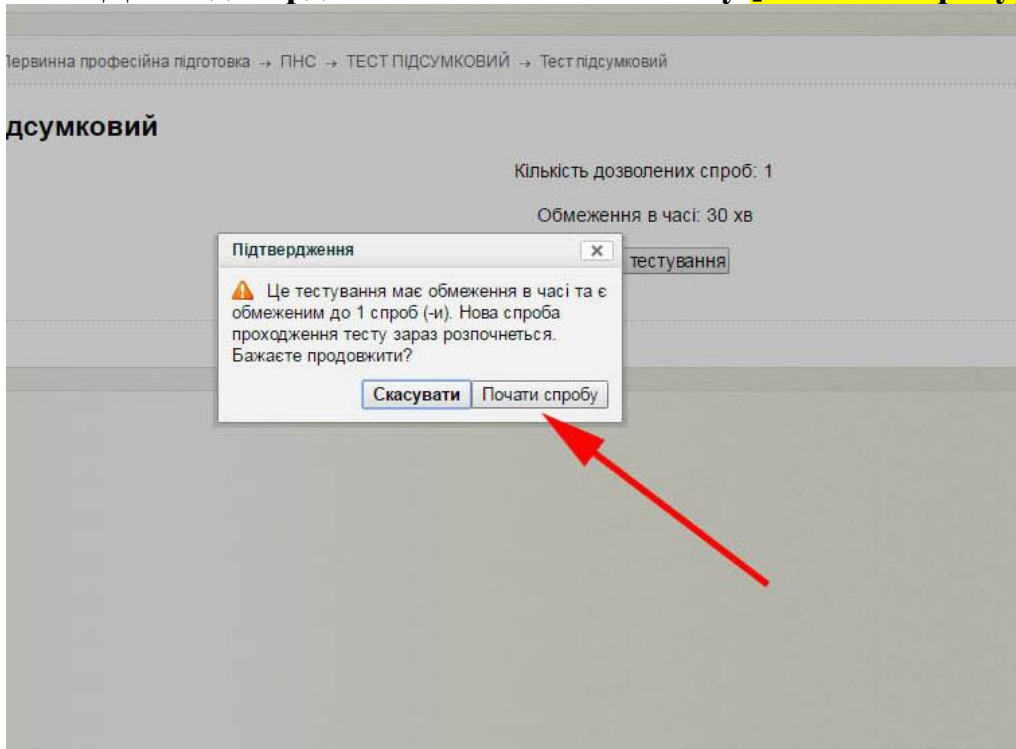 Первинна професійна підготовка → ПНС → ТЕСТ ПІДСУМКОВИЙ → Тест підсумковий
дсумковий
Кількість дозволених спроб: 1
Обмеження в часі: 30 хв
тестування
Підтвердження
Це тестування має обмеження в часі та є
обмеженим до 1 спроб (-и). Нова спроба
проходження тесту зараз розпочнеться.
Бажаєте продовжити?
Скасувати Почати спробу